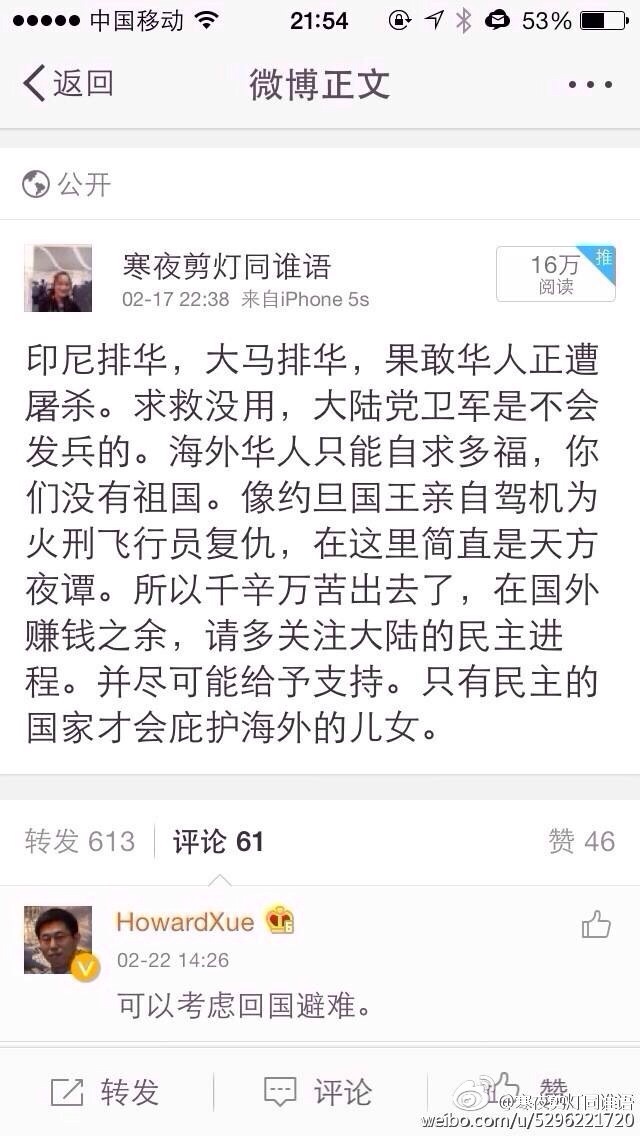 中国移动 21:54 53%
返回 微博正文
公开
寒夜剪灯同谁语
02-17 22:38 来自iPhone 5s
16万
阅读
推
印尼排华，大马排华，果敢华人正遭
屠杀。求救没用，大陆党卫军是不会
发兵的。海外华人只能自求多福，你
们没有祖国。像约旦国王亲自驾机为
火刑飞行员复仇，在这里简直是天方
夜谭。所以千辛万苦出去了，在国外
赚钱之余，请多关注大陆的民主进
程。并尽可能给予支持。只有民主的
国家才会庇护海外的儿女。
转发 613 评论 61 赞 46
HowardXue 6
02-22 14:26
可以考虑回国避难。
转发 评论 赞
@寒夜剪灯同谁语
weibo.com/u/5296221720